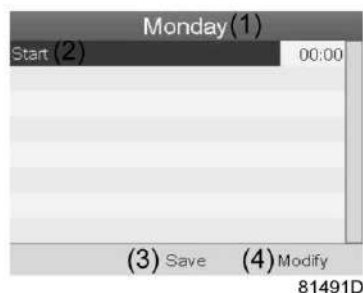 Monday(1)
Start (2) 00:00
(3) Save (4) Modify
81491D